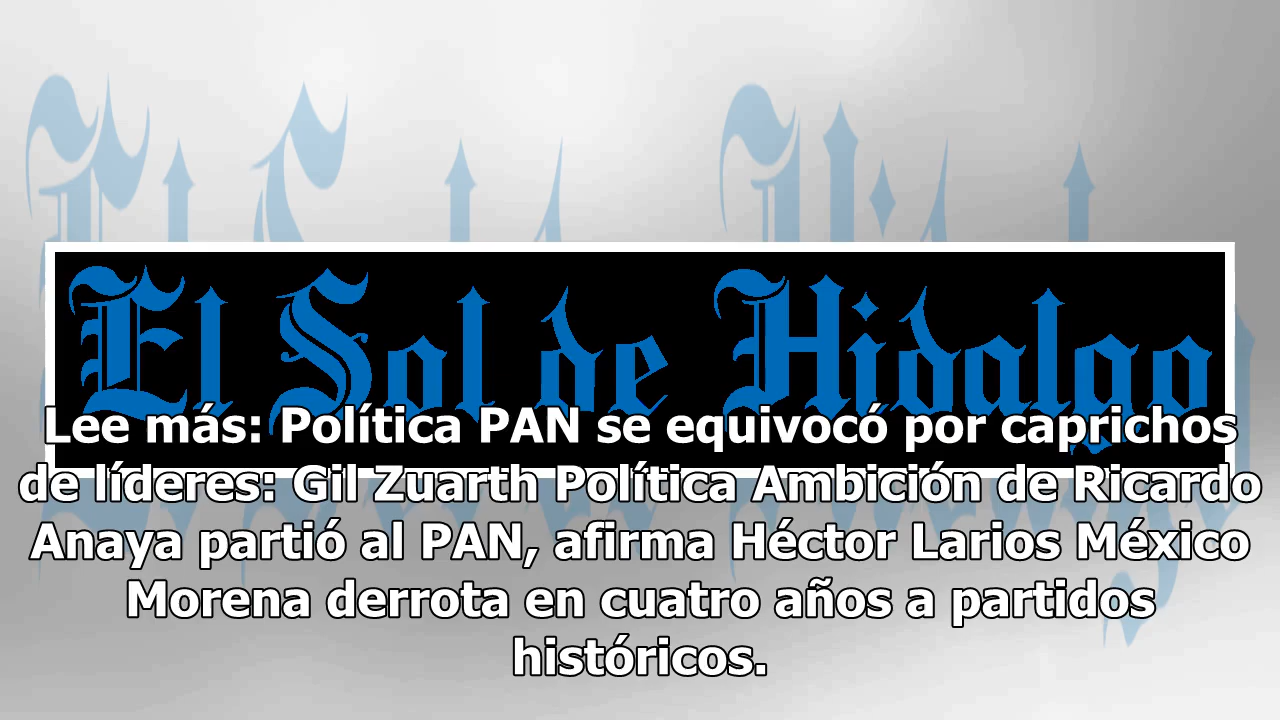 El Sol de Hidalgo
Lee más: Política PAN se equivocó por caprichos
de líderes: Gil Zuarth Política Ambición de Ricardo
Anaya partió al PAN, afirma Héctor Larios México
Morena derrota en cuatro años a partidos
históricos.